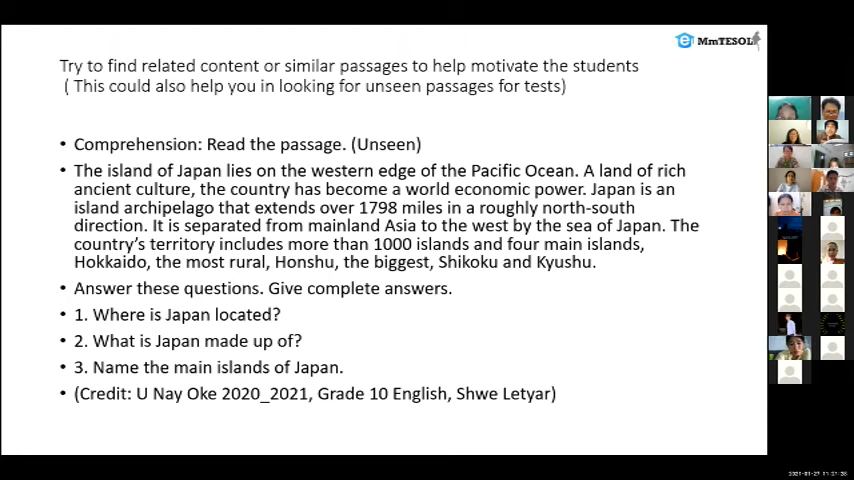 MmTESOL
Try to find related content or similar passages to help motivate the students
( This could also help you in looking for unseen passages for tests)
• Comprehension: Read the passage. (Unseen)
• The island of Japan lies on the western edge of the Pacific Ocean. A land of rich
ancient culture, the country has become a world economic power. Japan is an
island archipelago that extends over 1798 miles in a roughly north-south
direction. It is separated from mainland Asia to the west by the sea of Japan. The
country's territory includes more than 1000 islands and four main islands,
Hokkaido, the most rural, Honshu, the biggest, Shikoku and Kyushu.
• Answer these questions. Give complete answers.
• 1. Where is Japan located?
• 2. What is Japan made up of?
• 3. Name the main islands of Japan.
• (Credit: U Nay Oke 2020_2021, Grade 10 English, Shwe Letyar)